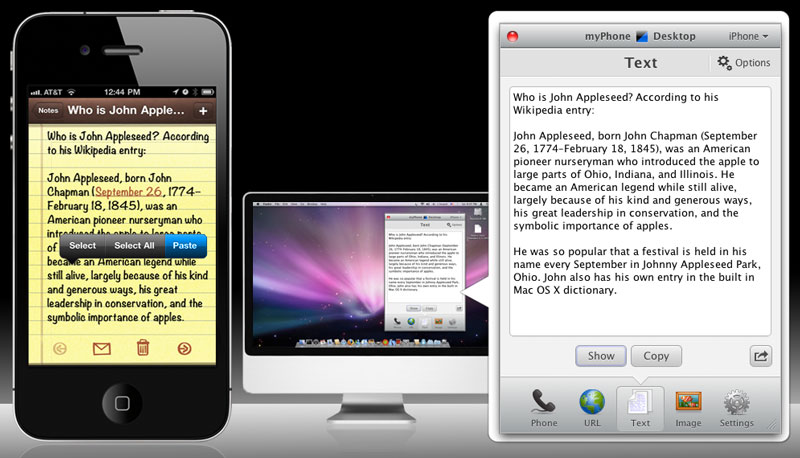 AT&T
12:44 PM
Notes
Who is John Apple...
+
Who is John Appleseed? According
to his Wikipedia entry:
John Appleseed, born John
Chapman (September 26, 1774–
February 18, 1845), was an
American pioneer nurseryman who
introduced the apple to large parts
Select
Select All
Paste
became an American legend while
still alive, largely because of his kind
and generous ways, his great
leadership in conservation, and the
symbolic importance of apples.
Text
Show
Copy
myPhone Desktop
iPhone
Text
Options
Who is John Appleseed? According to his
Wikipedia entry:
John Appleseed, born John Chapman (September
26, 1774–February 18, 1845), was an American
pioneer nurseryman who introduced the apple to
large parts of Ohio, Indiana, and Illinois. He
became an American legend while still alive,
largely because of his kind and generous ways,
his great leadership in conservation, and the
symbolic importance of apples.
He was so popular that a festival is held in his
name every September in Johnny Appleseed Park,
Ohio. John also has his own entry in the built in
Mac OS X dictionary.
Show
Copy
Phone
URL
Text
Image
Settings